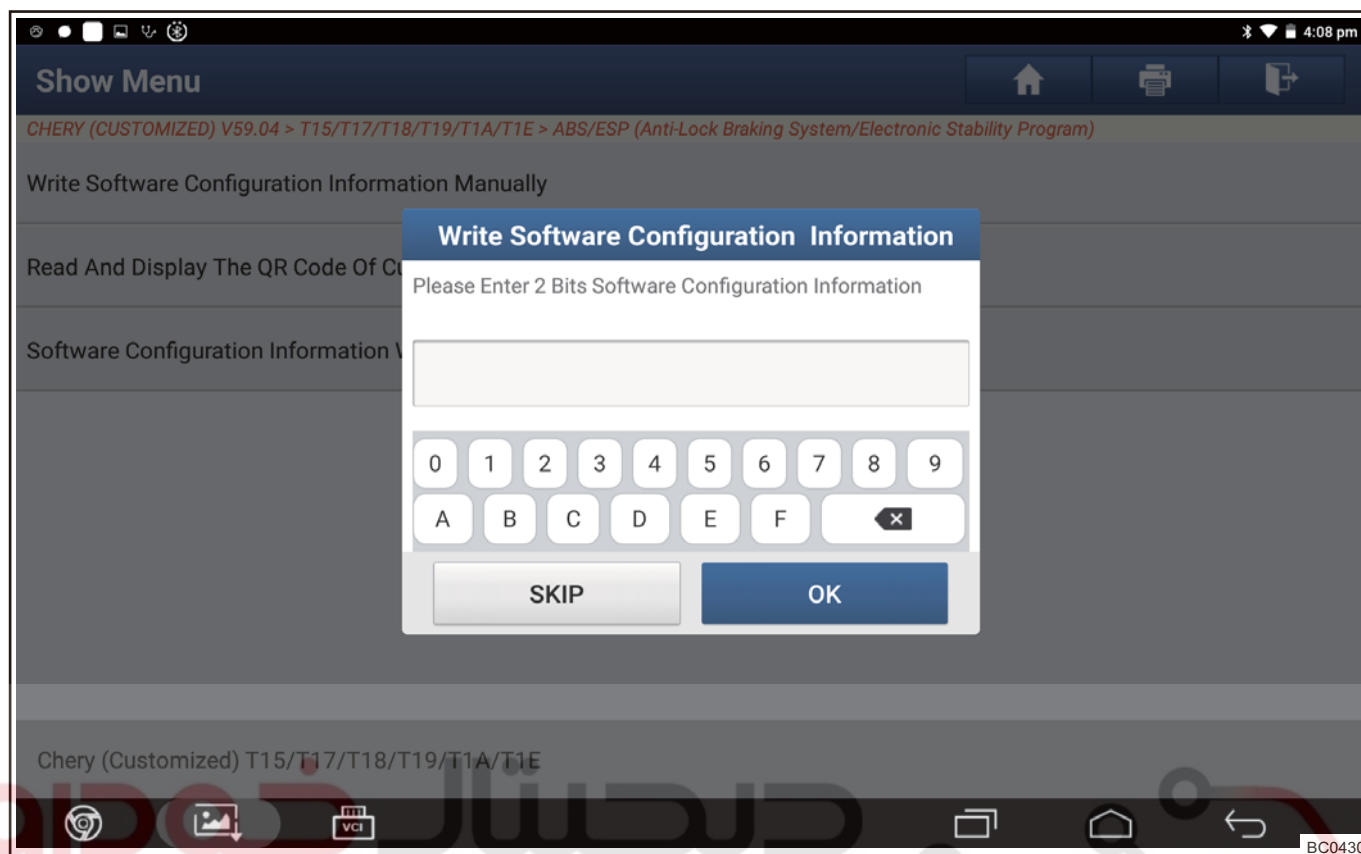 4:08 pm
Show Menu
CHERY (CUSTOMIZED) V59.04 > T15/T17/T18/T19/T1A/T1E > ABS/ESP (Anti-Lock Braking System/Electronic Stability Program)
Write Software Configuration Information Manually
Read And Display The QR Code Of
Software Configuration Information
Write Software Configuration Information
Please Enter 2 Bits Software Configuration Information
0 1 2 3 4 5 6 7 8 9
A B C D E F
SKIP OK
Chery (Customized) T15/T17/T18/T19/T1A/T1E
دیجیتال خودرو
VCI
BC0430